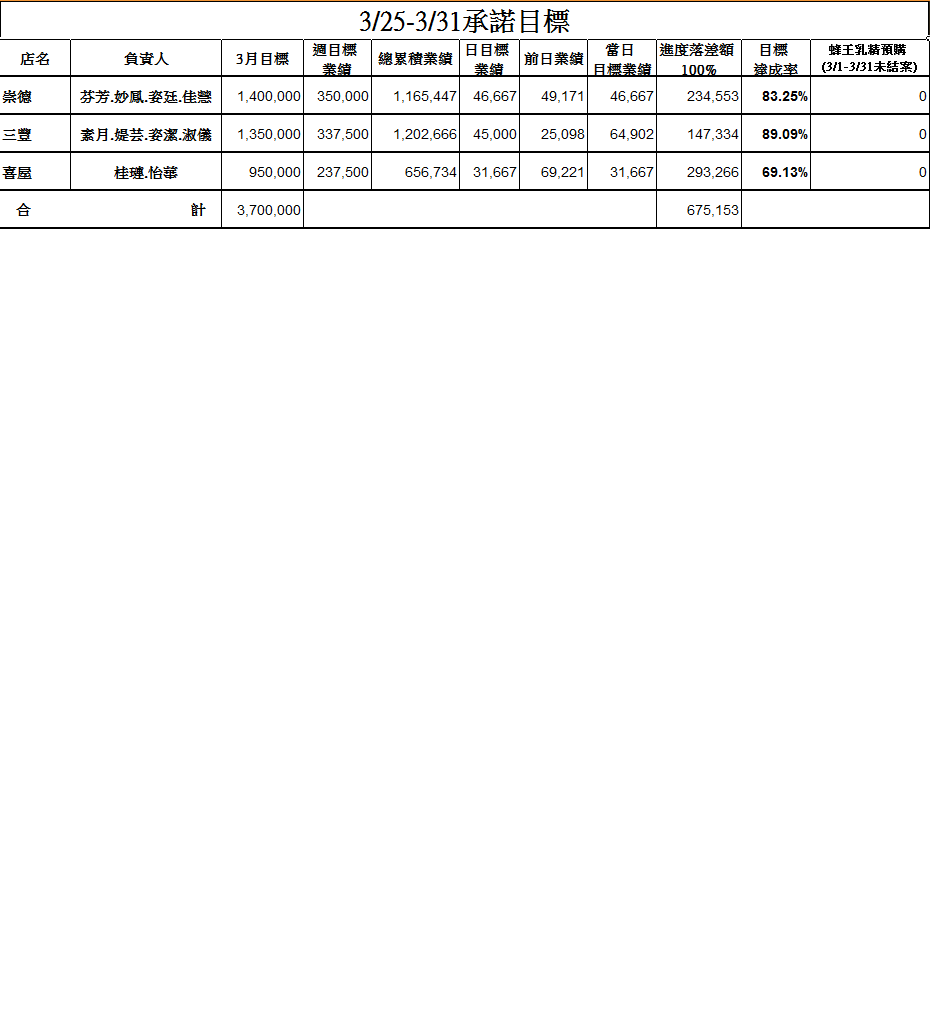 3/25-3/31承諾目標
店名 負責人 3月目標 週目標業績 總累積業績 日目標業績 前日業績 當日目標業績 進度落差額100% 目標達成率 蜂王乳精預購(3/1-3/31未結案)
崇德 芬芳.妙鳳.姿廷.佳慧 1,400,000 350,000 1,165,447 46,667 49,171 46,667 234,553 83.25% 0
三豐 素月.媞芸.姿潔.淑儀 1,350,000 337,500 1,202,666 45,000 25,098 64,902 147,334 89.09% 0
喜屋 桂璉.怡華 950,000 237,500 656,734 31,667 69,221 31,667 293,266 69.13% 0
合計 3,700,000 675,153